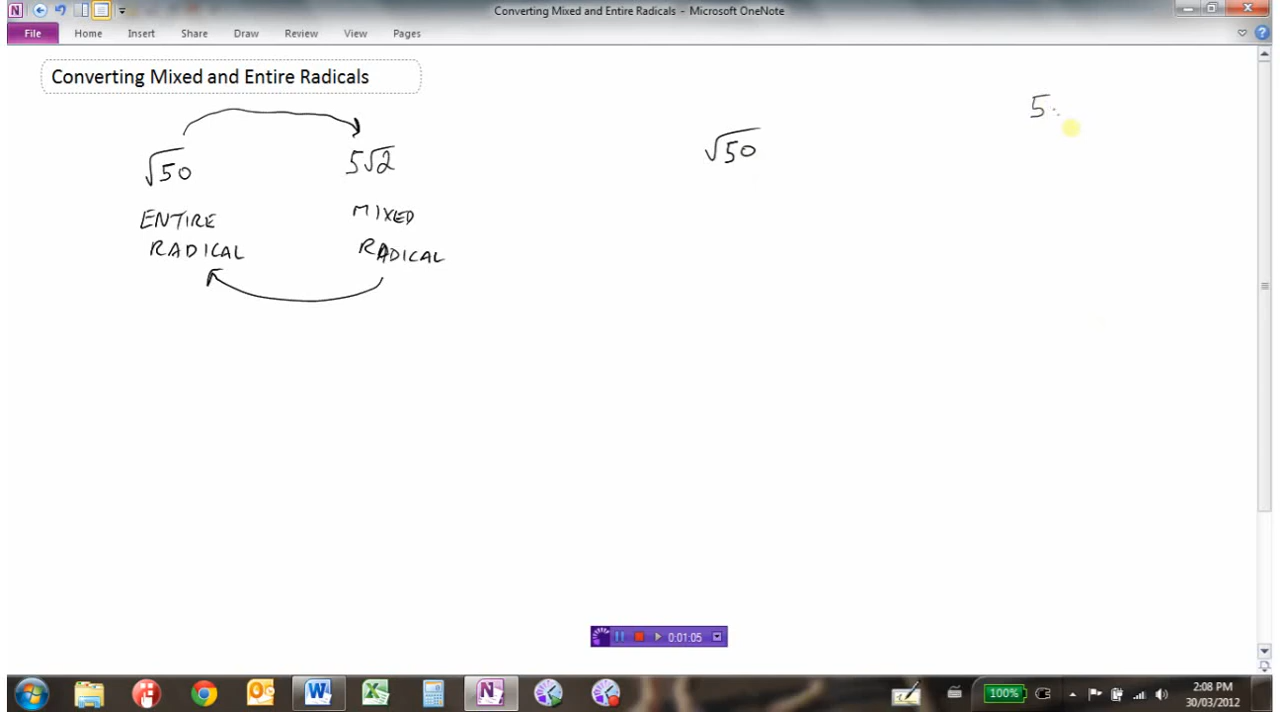 Converting Mixed and Entire Radicals - Microsoft OneNote
File Home Insert Share Draw Review View Pages
Converting Mixed and Entire Radicals
√50 5√2
ENTIRE RADICAL
MIXED RADICAL
√50
5·
0:01:05
100%
2:08 PM
30/03/2012